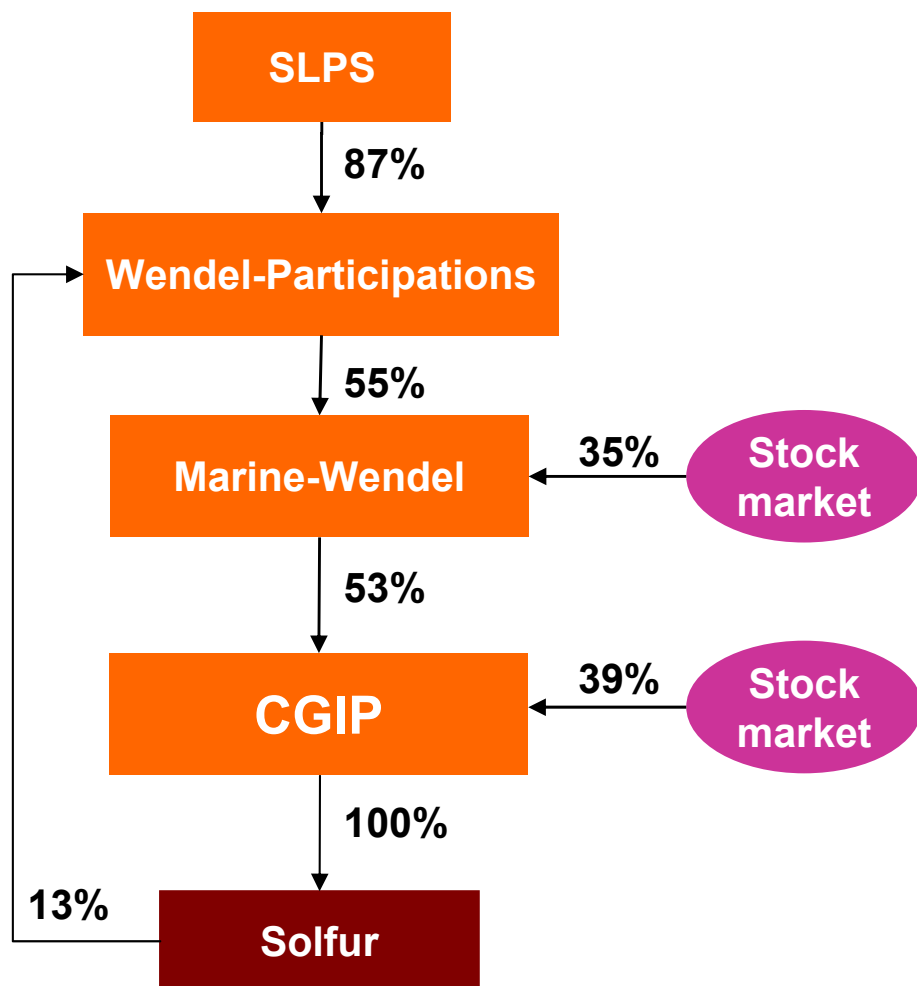 SLPS
87%
Wendel-Participations
55%
Marine-Wendel
35%
Stock
market
53%
CGIP
39%
Stock
market
100%
13%
Solfur